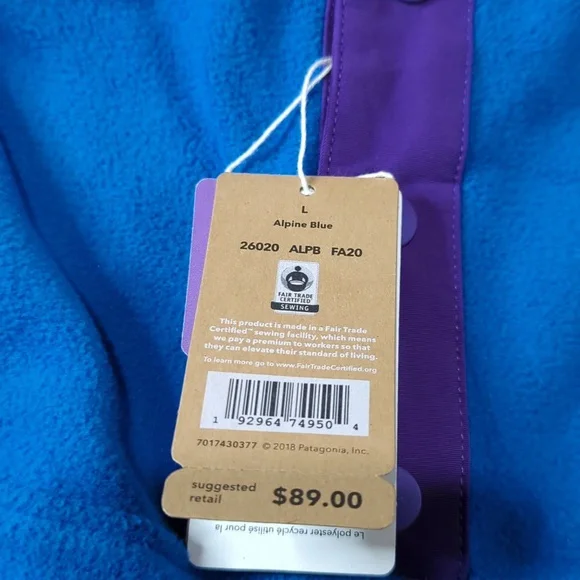 L
Alpine Blue
26020 ALPB FA20
FAIR TRADE
CERTIFIED™
SEWING
This product is made in a Fair Trade
Certified™ sewing facility, which means
we pay a premium to workers so that
they can elevate their standard of living.
To learn more go to www.FairTradeCertified.org
1 92964 74950 4
7017430377 © 2018 Patagonia, Inc.
suggested
retail
$89.00
Le polyester recyclé utilisé pour la